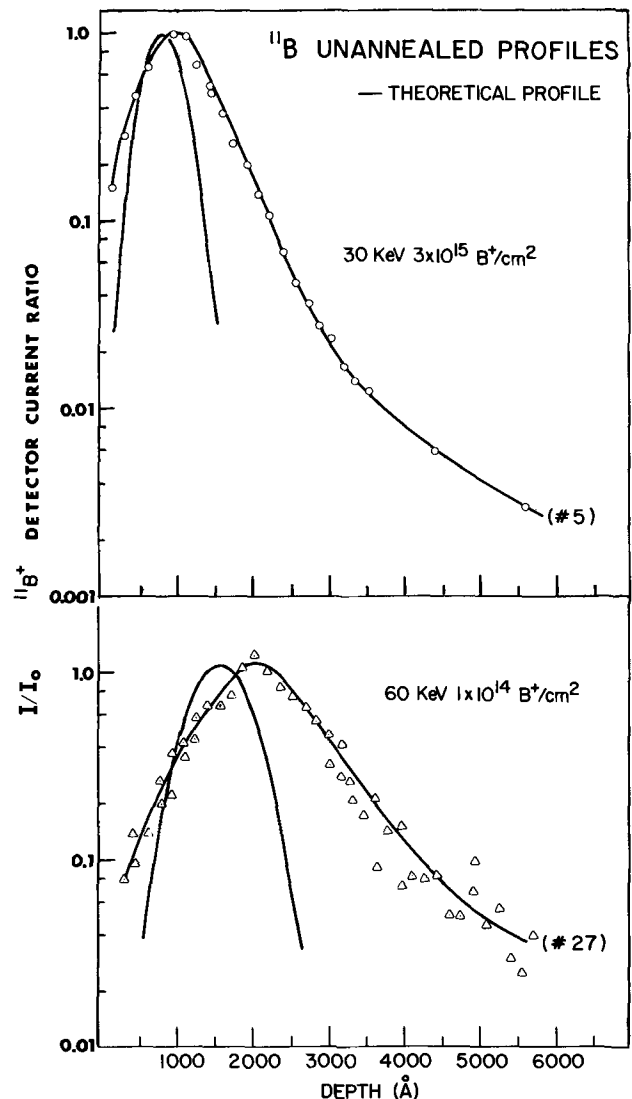 ¹¹B UNANNEALED PROFILES
— THEORETICAL PROFILE
30 KeV 3x10¹⁵ B⁺/cm²
(#5)
1.0
0.1
0.01
0.001
¹¹B⁺ DETECTOR CURRENT RATIO
I/I₀
60 KeV 1x10¹⁴ B⁺/cm²
(#27)
1.0
0.1
0.01
1000 2000 3000 4000 5000 6000
DEPTH (Å)